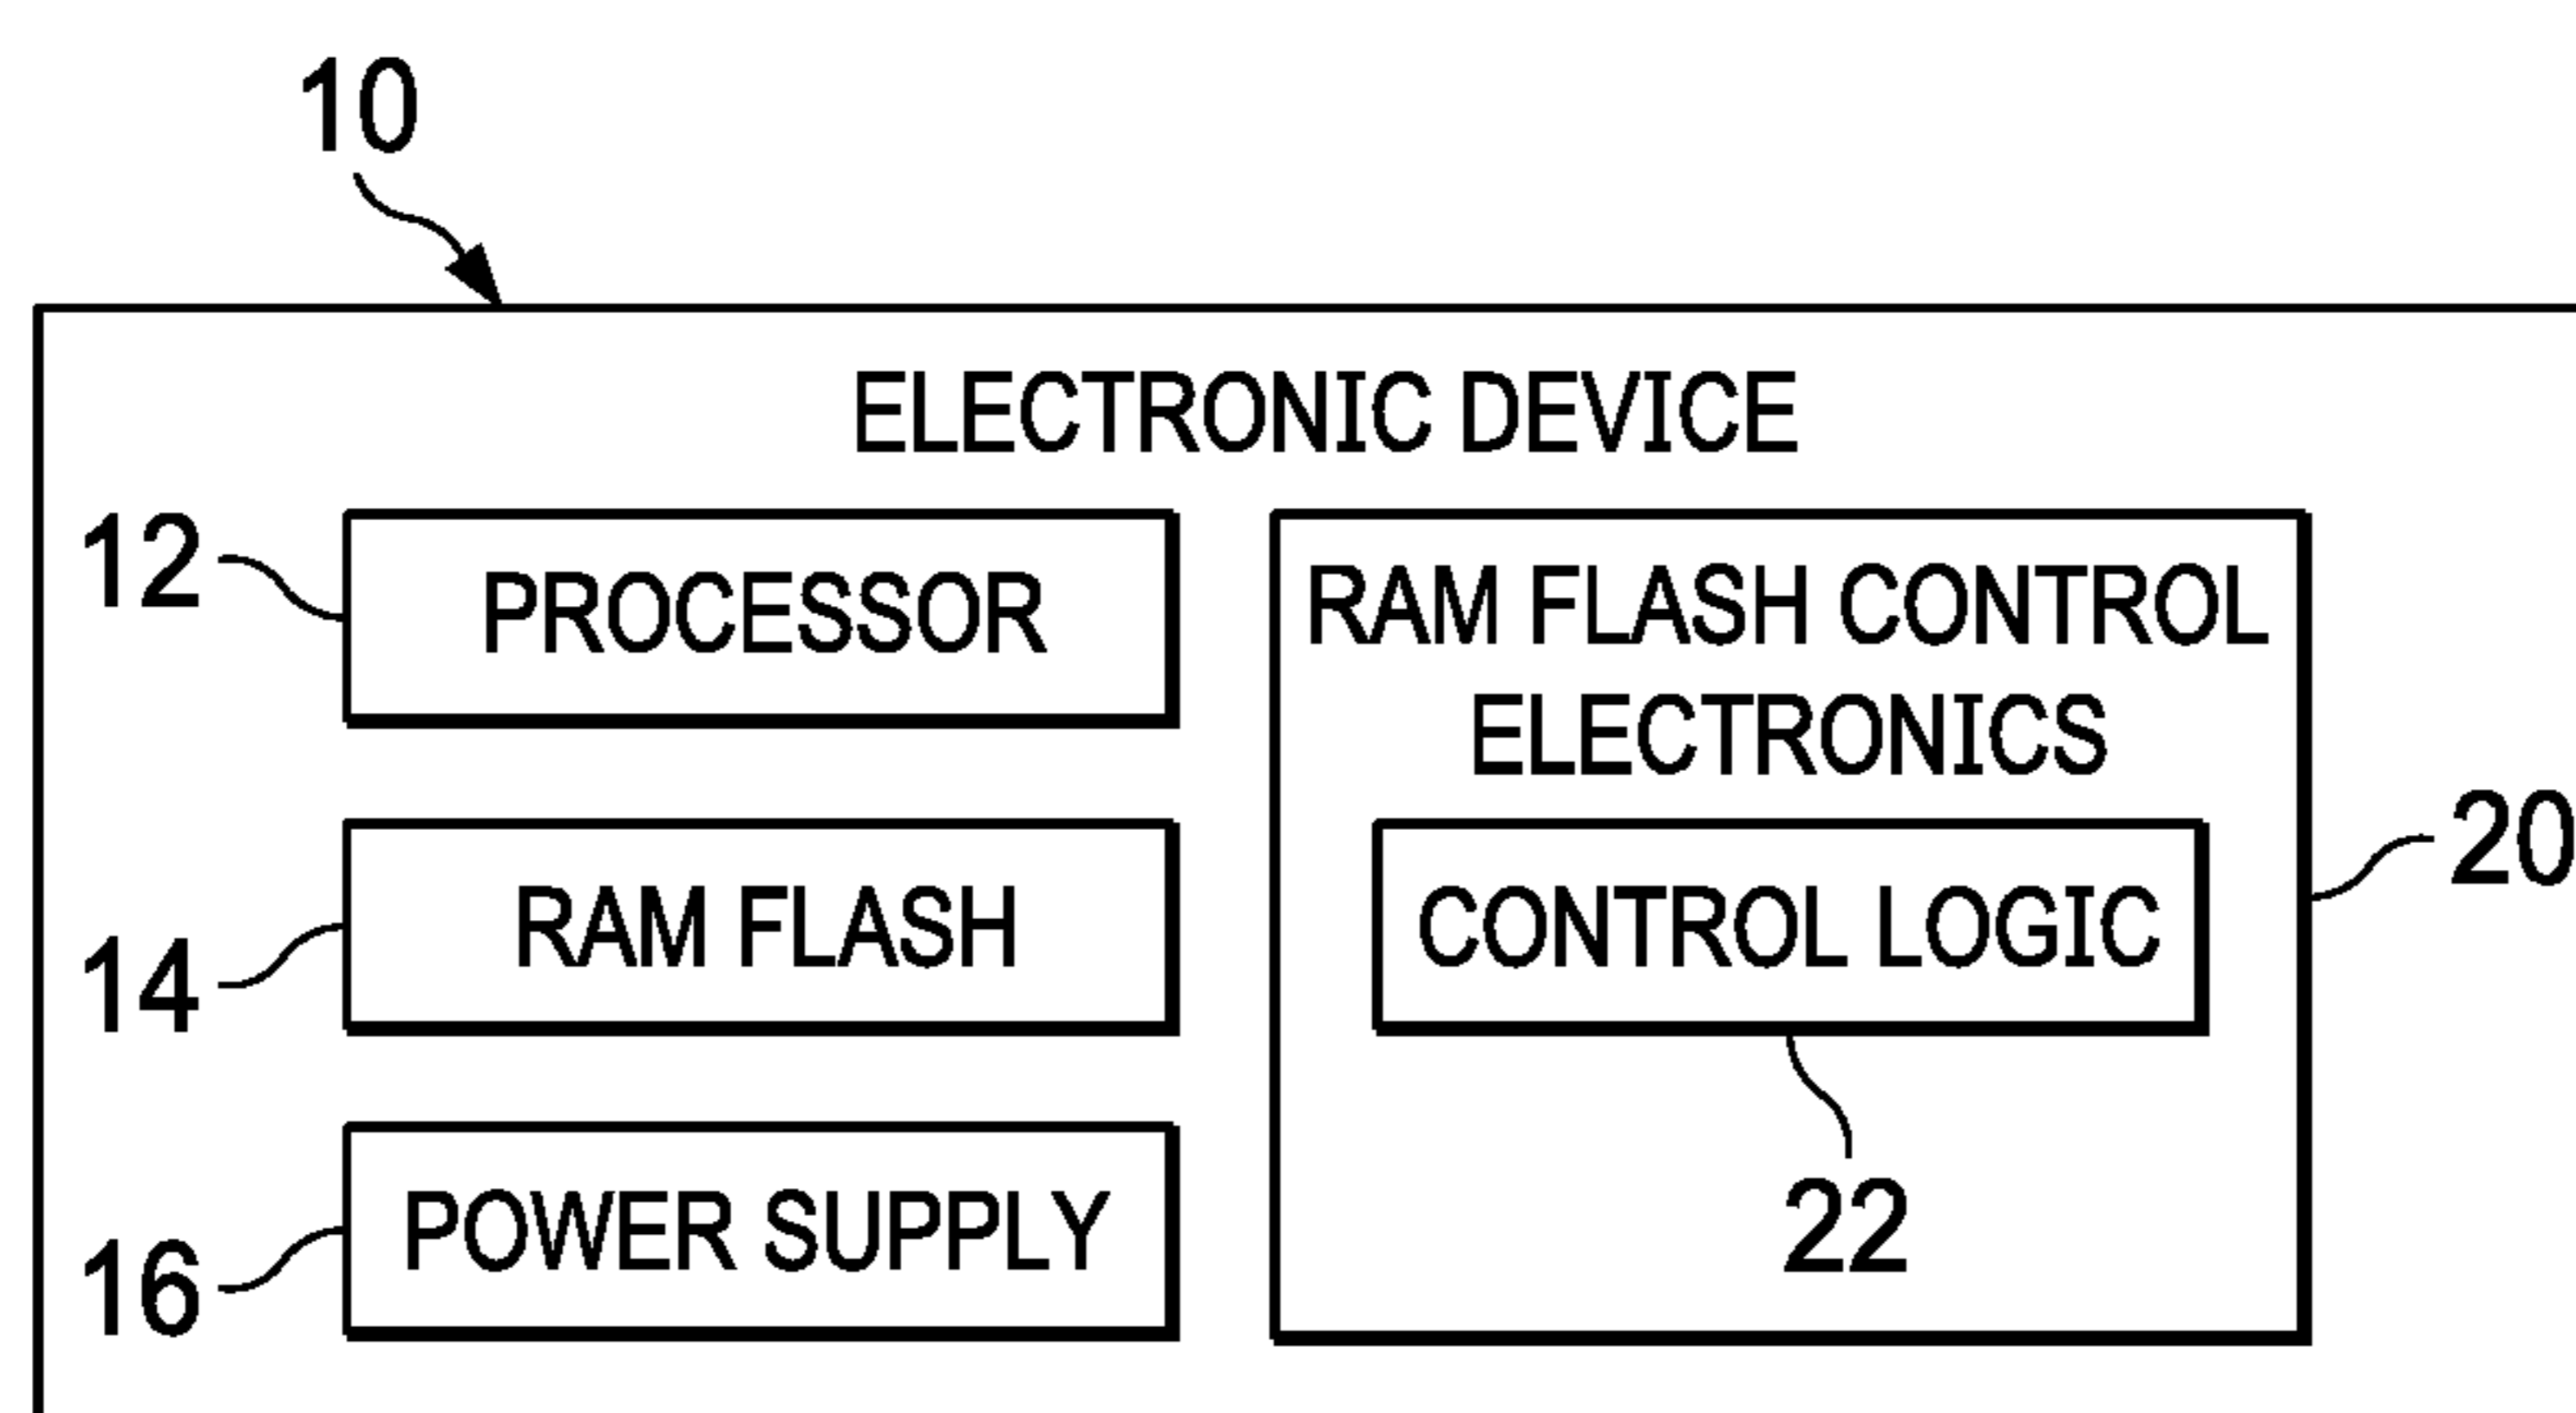 10
ELECTRONIC DEVICE
12
PROCESSOR
14
RAM FLASH
16
POWER SUPPLY
RAM FLASH CONTROL
ELECTRONICS
CONTROL LOGIC
20
22